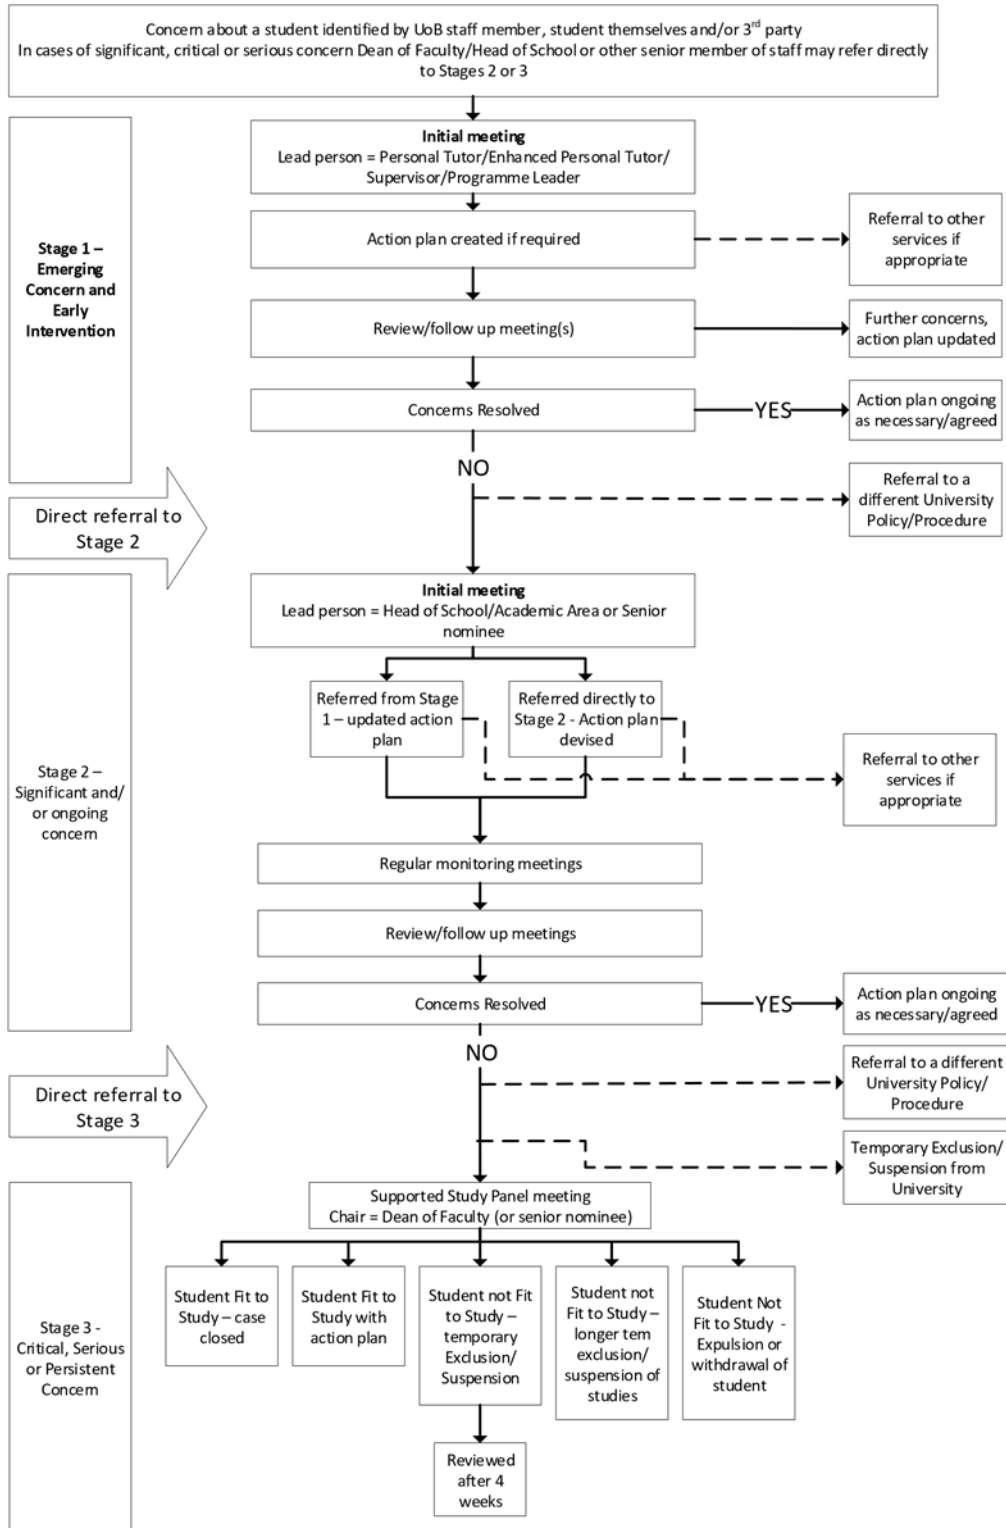 Concern about a student identified by UoB staff member, student themselves and/or 3rd party
In cases of significant, critical or serious concern Dean of Faculty/Head of School or other senior member of staff may refer directly
to Stages 2 or 3
Initial meeting
Lead person = Personal Tutor/Enhanced Personal Tutor/
Supervisor/Programme Leader
Stage 1 –
Emerging
Concern and
Early
Intervention
Action plan created if required
Referral to other
services if
appropriate
Review/follow up meeting(s)
Further concerns,
action plan updated
Concerns Resolved
YES
Action plan ongoing
as necessary/agreed
NO
Referral to a
different University
Policy/Procedure
Direct referral to
Stage 2
Initial meeting
Lead person = Head of School/Academic Area or Senior
nominee
Stage 2 –
Significant and/
or ongoing
concern
Referred from Stage
1 – updated action
plan
Referred directly to
Stage 2 - Action plan
devised
Referral to other
services if
appropriate
Regular monitoring meetings
Review/follow up meetings
Concerns Resolved
YES
Action plan ongoing
as necessary/agreed
NO
Referral to a different
University Policy/
Procedure
Direct referral to
Stage 3
Temporary Exclusion/
Suspension from
University
Supported Study Panel meeting
Chair = Dean of Faculty (or senior nominee)
Stage 3 -
Critical, Serious
or Persistent
Concern
Student Fit to
Study – case
closed
Student Fit to
Study with
action plan
Student not Fit
to Study –
temporary
Exclusion/
Suspension
Student not
Fit to Study –
longer tem
exclusion/
suspension of
studies
Student Not
Fit to Study -
Expulsion or
withdrawal of
student
Reviewed
after 4
weeks